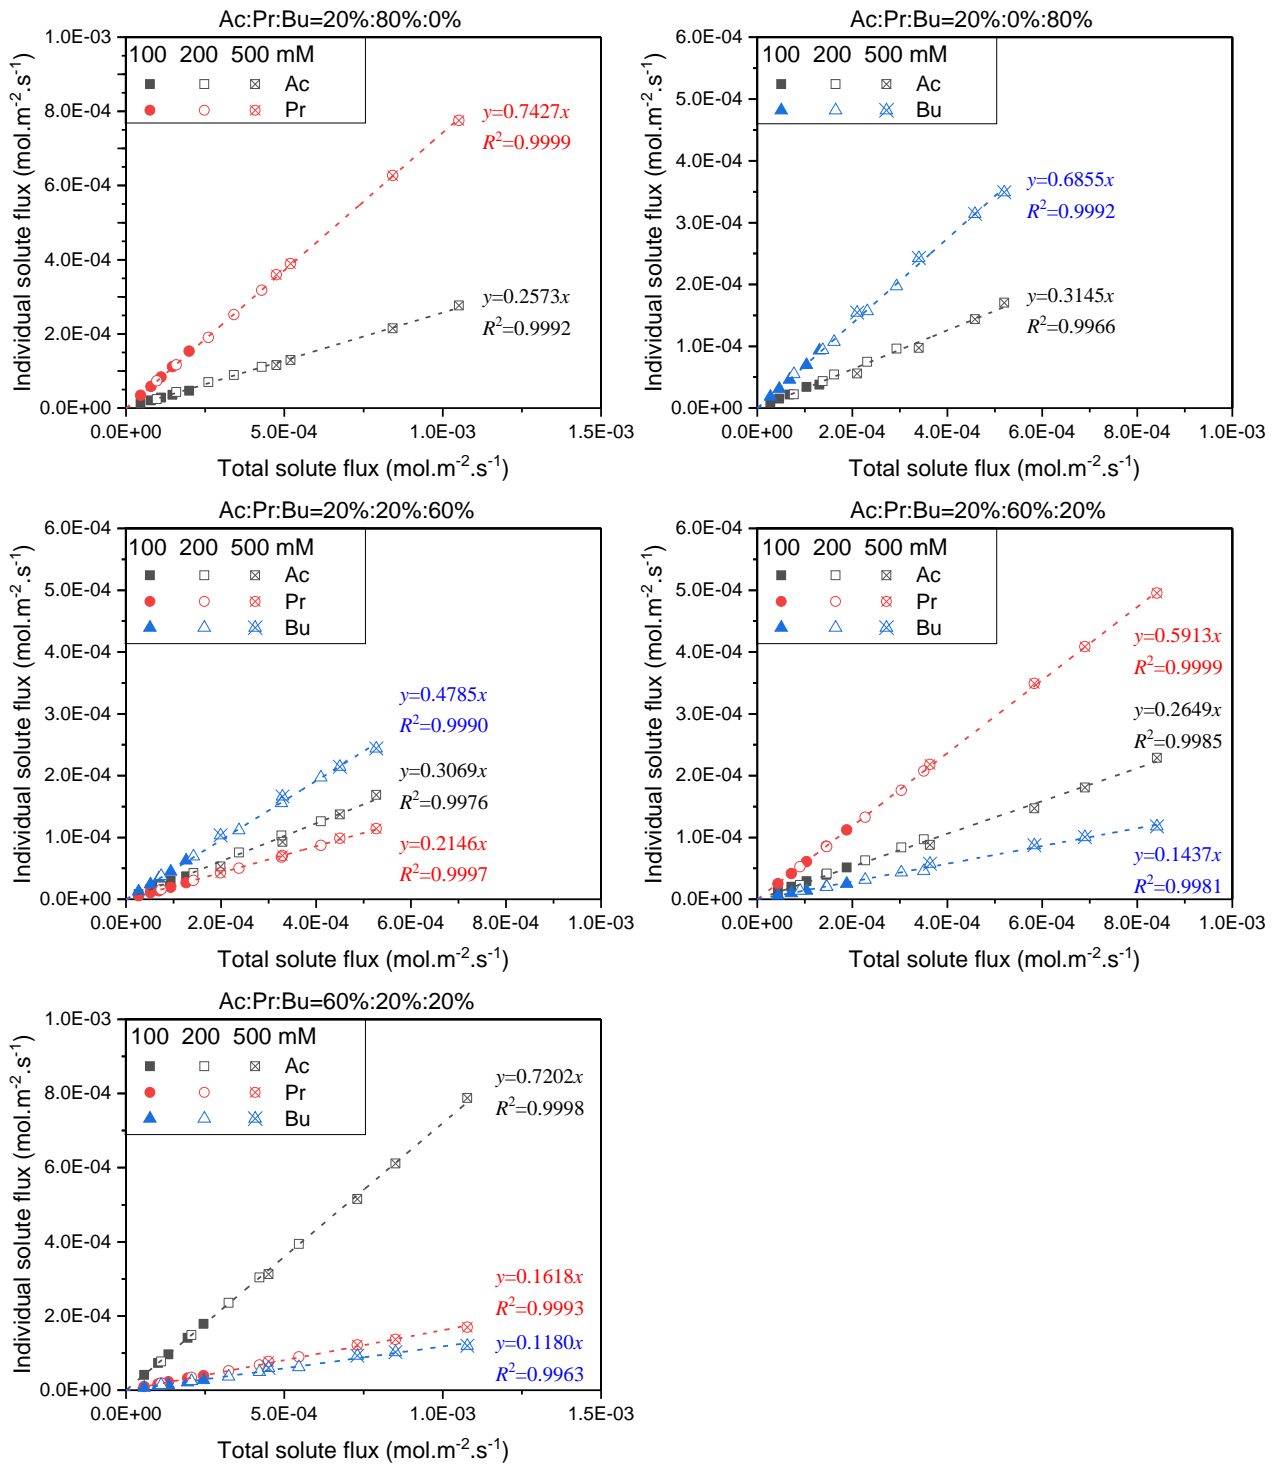 Ac:Pr:Bu=20%:80%:0%
1.0E-03
8.0E-04
6.0E-04
4.0E-04
2.0E-04
0.0E+00
Individual solute flux (mol.m-2.s-1)
100 200 500 mM
Ac
Pr
y=0.7427x
R2=0.9999
y=0.2573x
R2=0.9992
0.0E+00 5.0E-04 1.0E-03 1.5E-03
Total solute flux (mol.m-2.s-1)
Ac:Pr:Bu=20%:0%:80%
6.0E-04
5.0E-04
4.0E-04
3.0E-04
2.0E-04
1.0E-04
0.0E+00
Individual solute flux (mol.m-2.s-1)
100 200 500 mM
Ac
Bu
y=0.6855x
R2=0.9992
y=0.3145x
R2=0.9966
0.0E+00 2.0E-04 4.0E-04 6.0E-04 8.0E-04 1.0E-03
Total solute flux (mol.m-2.s-1)
Ac:Pr:Bu=20%:20%:60%
6.0E-04
5.0E-04
4.0E-04
3.0E-04
2.0E-04
1.0E-04
0.0E+00
Individual solute flux (mol.m-2.s-1)
100 200 500 mM
Ac
Pr
Bu
y=0.4785x
R2=0.9990
y=0.3069x
R2=0.9976
y=0.2146x
R2=0.9997
0.0E+00 2.0E-04 4.0E-04 6.0E-04 8.0E-04 1.0E-03
Total solute flux (mol.m-2.s-1)
Ac:Pr:Bu=20%:60%:20%
6.0E-04
5.0E-04
4.0E-04
3.0E-04
2.0E-04
1.0E-04
0.0E+00
Individual solute flux (mol.m-2.s-1)
100 200 500 mM
Ac
Pr
Bu
y=0.5913x
R2=0.9999
y=0.2649x
R2=0.9985
y=0.1437x
R2=0.9981
0.0E+00 2.0E-04 4.0E-04 6.0E-04 8.0E-04 1.0E-03
Total solute flux (mol.m-2.s-1)
Ac:Pr:Bu=60%:20%:20%
1.0E-03
8.0E-04
6.0E-04
4.0E-04
2.0E-04
0.0E+00
Individual solute flux (mol.m-2.s-1)
100 200 500 mM
Ac
Pr
Bu
y=0.7202x
R2=0.9998
y=0.1618x
R2=0.9993
y=0.1180x
R2=0.9963
0.0E+00 5.0E-04 1.0E-03 1.5E-03
Total solute flux (mol.m-2.s-1)